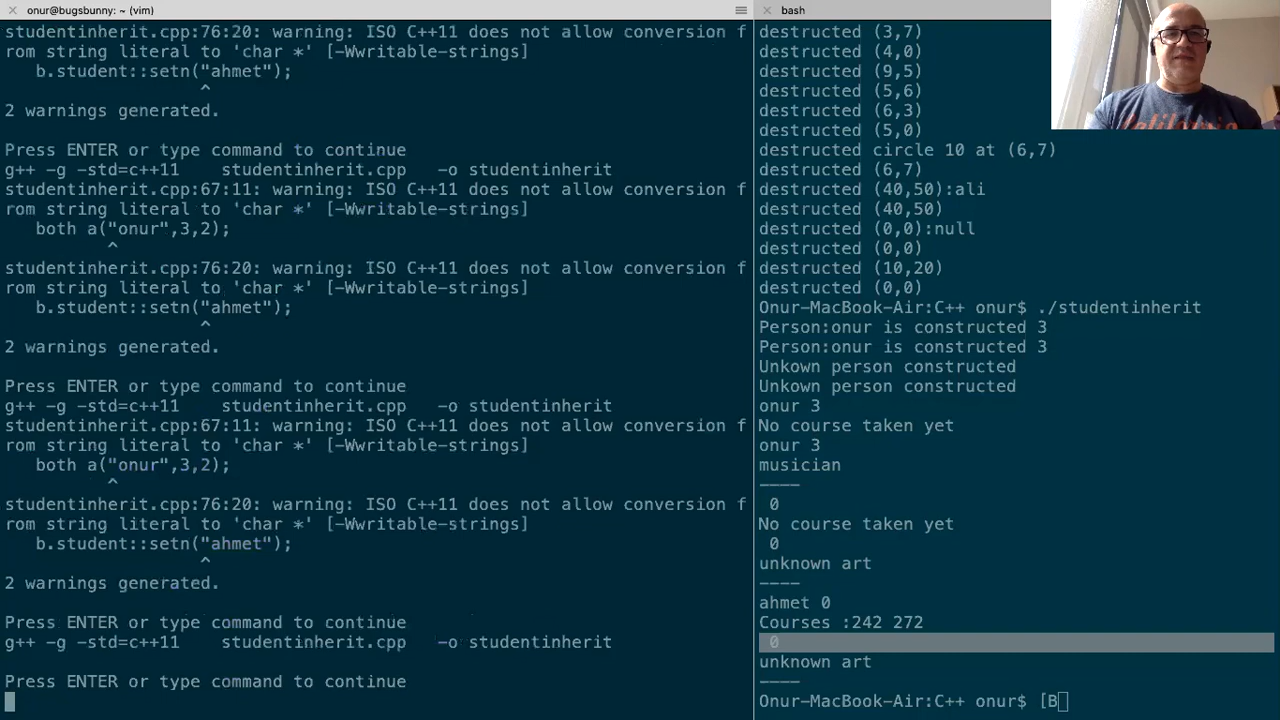 onur@bugsbunny: ~ (vim)
studentinherit.cpp:76:20: warning: ISO C++11 does not allow conversion f
rom string literal to 'char *' [-Wwritable-strings]
b.student::setn("ahmet");
^
2 warnings generated.
Press ENTER or type command to continue
g++ -g -std=c++11 studentinherit.cpp -o studentinherit
studentinherit.cpp:67:11: warning: ISO C++11 does not allow conversion f
rom string literal to 'char *' [-Wwritable-strings]
both a("onur",3,2);
^
studentinherit.cpp:76:20: warning: ISO C++11 does not allow conversion f
rom string literal to 'char *' [-Wwritable-strings]
b.student::setn("ahmet");
^
2 warnings generated.
Press ENTER or type command to continue
g++ -g -std=c++11 studentinherit.cpp -o studentinherit
studentinherit.cpp:67:11: warning: ISO C++11 does not allow conversion f
rom string literal to 'char *' [-Wwritable-strings]
both a("onur",3,2);
^
studentinherit.cpp:76:20: warning: ISO C++11 does not allow conversion f
rom string literal to 'char *' [-Wwritable-strings]
b.student::setn("ahmet");
^
2 warnings generated.
Press ENTER or type command to continue
g++ -g -std=c++11 studentinherit.cpp -o studentinherit
Press ENTER or type command to continue
bash
destructed (3,7)
destructed (4,0)
destructed (9,5)
destructed (5,6)
destructed (6,3)
destructed (5,0)
destructed circle 10 at (6,7)
destructed (6,7)
destructed (40,50):ali
destructed (40,50)
destructed (0,0):null
destructed (0,0)
destructed (10,20)
destructed (0,0)
Onur-MacBook-Air:C++ onur$ ./studentinherit
Person:onur is constructed 3
Person:onur is constructed 3
Unkown person constructed
Unkown person constructed
onur 3
No course taken yet
onur 3
musician
----
0
No course taken yet
0
unknown art
----
ahmet 0
Courses :242 272
0
unknown art
----
Onur-MacBook-Air:C++ onur$ [B